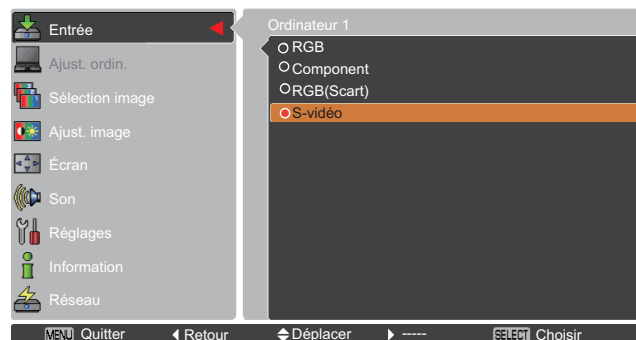 Entrée
Ajust. ordin.
Sélection image
Ajust. image
Écran
Son
Réglages
Information
Réseau
Ordinateur 1
RGB
Component
RGB(Scart)
S-vidéo
MENU Quitter Retour Déplacer ----- SELECT Choisir